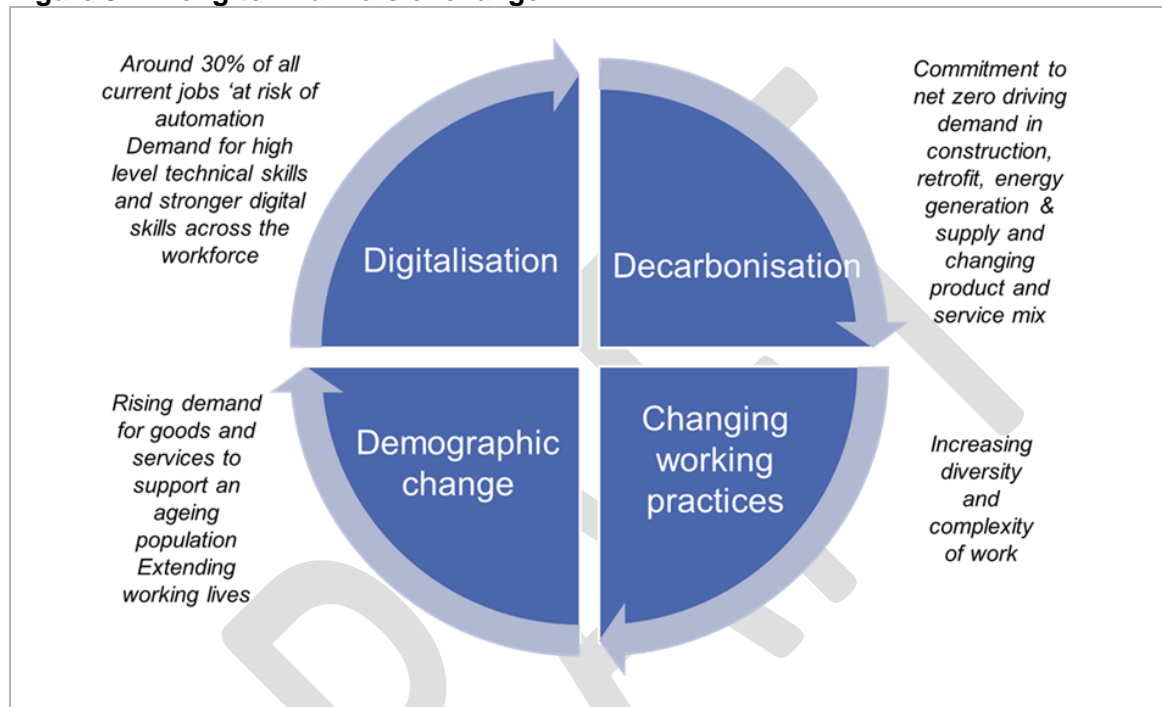 Around 30% of all
current jobs ‘at risk of
automation
Demand for high
level technical skills
and stronger digital
skills across the
workforce
Digitalisation
Decarbonisation
Commitment to
net zero driving
demand in
construction,
retrofit, energy
generation &
supply and
changing
product and
service mix
Rising demand
for goods and
services to
support an
ageing
population
Extending
working lives
Demographic
change
Changing
working
practices
Increasing
diversity
and
complexity
of work
DRAFT